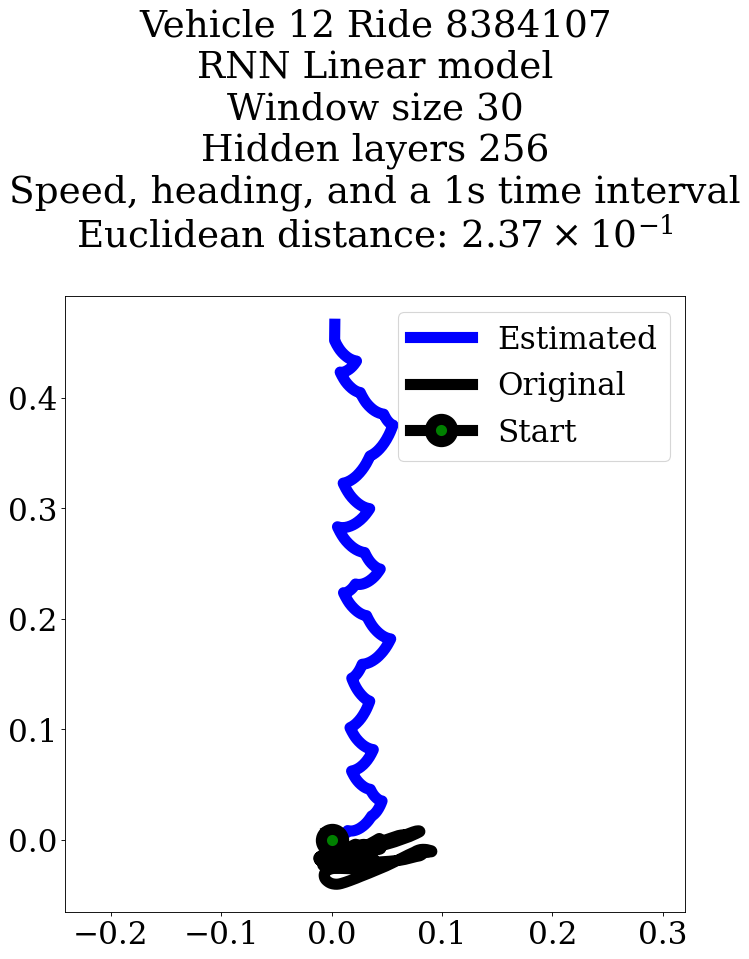 Vehicle 12 Ride 8384107
RNN Linear model
Window size 30
Hidden layers 256
Speed, heading, and a 1s time interval
Euclidean distance: 2.37 × 10⁻¹
Estimated
Original
Start
0.4
0.3
0.2
0.1
0.0
−0.2 −0.1 0.0 0.1 0.2 0.3